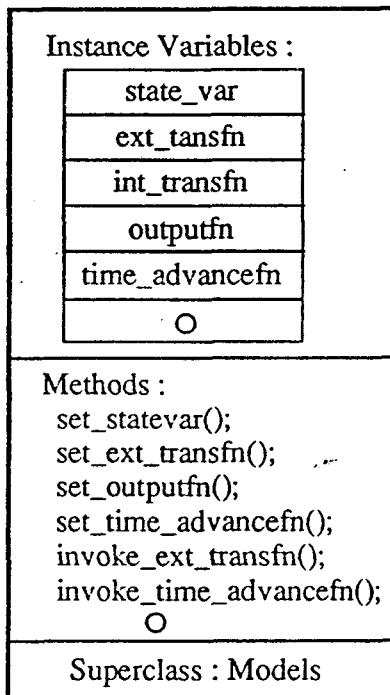 Instance Variables :
state_var
ext_tansfn
int_transfn
outputfn
time_advancefn
Methods :
set_statevar();
set_ext_transfn();
set_outputfn();
set_time_advancefn();
invoke_ext_transfn();
invoke_time_advancefn();
Superclass : Models